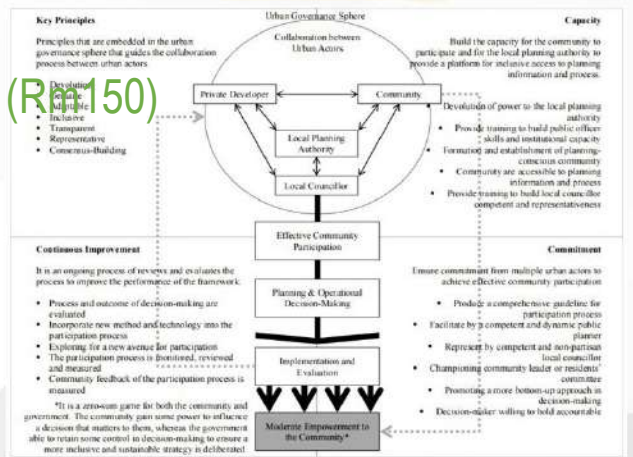 Urban Governance Sphere
Key Principles
Principles that are embedded in the urban
governance sphere that guides the collaboration
process between urban actors
(Rm150)
Devolution
Adaptable
Inclusive
Transparent
Representative
Consensus-Building
Collaboration between
Urban Actors
Private Developer
Community
Local Planning
Authority
Local Councillor
Capacity
Build the capacity for the community to
participate and for the local planning authority to
provide a platform for inclusive access to planning
information and process.
Devolution of power to the local planning
authority
Provide training to build public officer
skills and institutional capacity
Formation and establishment of planning-
conscious community
Community are accessible to planning
information and process
Provide training to build local councillor
competent and representativeness
Effective Community
Participation
Planning & Operational
Decision-Making
Implementation and
Evaluation
Moderate Empowerment to
the Community*
Continuous Improvement
It is an ongoing process of reviews and evaluates the
process to improve the performance of the framework.
Process and outcome of decision-making are
evaluated
Incorporate new method and technology into the
participation process
Exploring for a new avenue for participation
The participation process is monitored, reviewed
and measured
Community feedback of the participation process is
measured
*It is a zero-sum game for both the community and
government. The community gain some power to influence
a decision that matters to them, whereas the government
able to retain some control in decision-making to ensure a
more inclusive and sustainable strategy is deliberated
Commitment
Ensure commitment from multiple urban actors to
achieve effective community participation
Produce a comprehensive guideline for
participation process
Facilitate by a competent and dynamic public
planner
Represent by competent and non-partisan
local councillor
Championing community leader or residents'
committee
Promoting a more bottom-up approach in
decision-making
Decision-maker willing to hold accountable